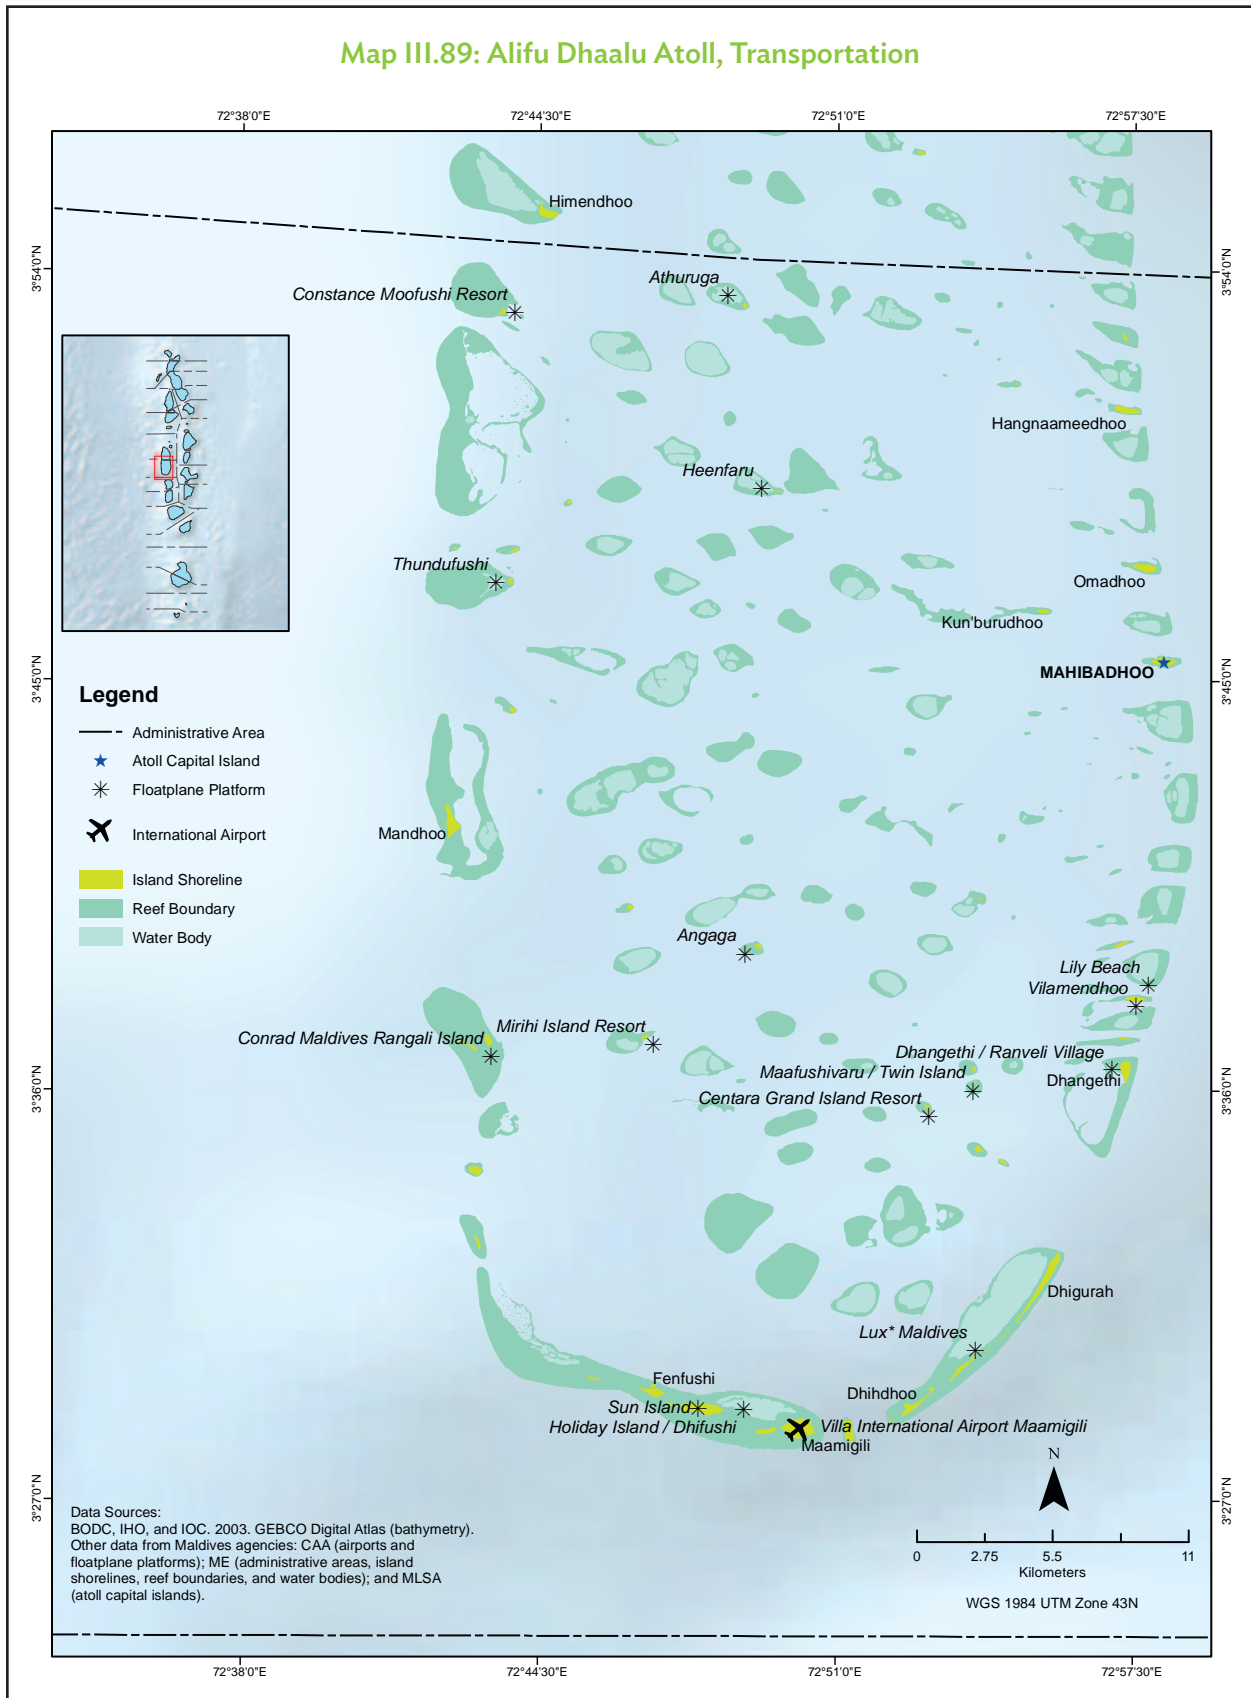 Map III.89: Alifu Dhaalu Atoll, Transportation
72°38'0"E
72°44'30"E
72°51'0"E
72°57'30"E
Himendhoo
3°54'0"N
3°54'0"N
Athuruga
Constance Moofushi Resort
Hangnaameedhoo
Heenfaru
Thundufushi
Omadhoo
Kun'burudhoo
MAHIBADHOO
3°45'0"N
3°45'0"N
Legend
Administrative Area
Atoll Capital Island
Floatplane Platform
International Airport
Island Shoreline
Reef Boundary
Water Body
Mandhoo
Angaga
Lily Beach
Vilamendhoo
Mirihi Island Resort
Conrad Maldives Rangali Island
Dhangethi / Ranveli Village
Maafushivaru / Twin Island
Dhangethi
Centara Grand Island Resort
3°36'0"N
3°36'0"N
Dhigurah
Lux* Maldives
Fenfushi
Dhihdhoo
Sun Island
Holiday Island / Dhifushi
Villa International Airport Maamigili
Maamigili
N
3°27'0"N
3°27'0"N
Data Sources:
BODC, IHO, and IOC. 2003. GEBCO Digital Atlas (bathymetry).
Other data from Maldives agencies: CAA (airports and
floatplane platforms); ME (administrative areas, island
shorelines, reef boundaries, and water bodies); and MLSA
(atoll capital islands).
0 2.75 5.5 11
Kilometers
WGS 1984 UTM Zone 43N
72°38'0"E
72°44'30"E
72°51'0"E
72°57'30"E